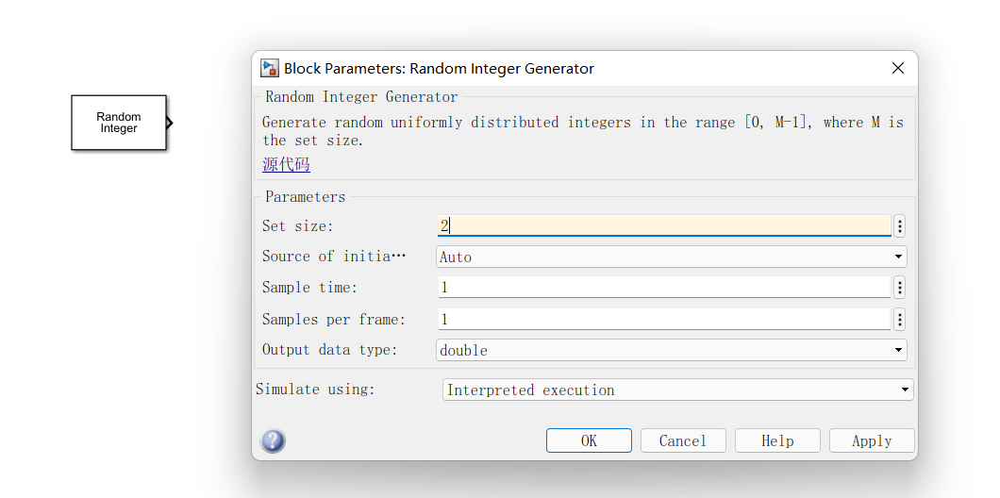 Random
Integer
Block Parameters: Random Integer Generator
Random Integer Generator
Generate random uniformly distributed integers in the range [0, M-1], where M is
the set size.
源代码
Parameters
Set size:
2
Source of initia⋯
Auto
Sample time:
1
Samples per frame:
1
Output data type:
double
Simulate using:
Interpreted execution
?
OK
Cancel
Help
Apply